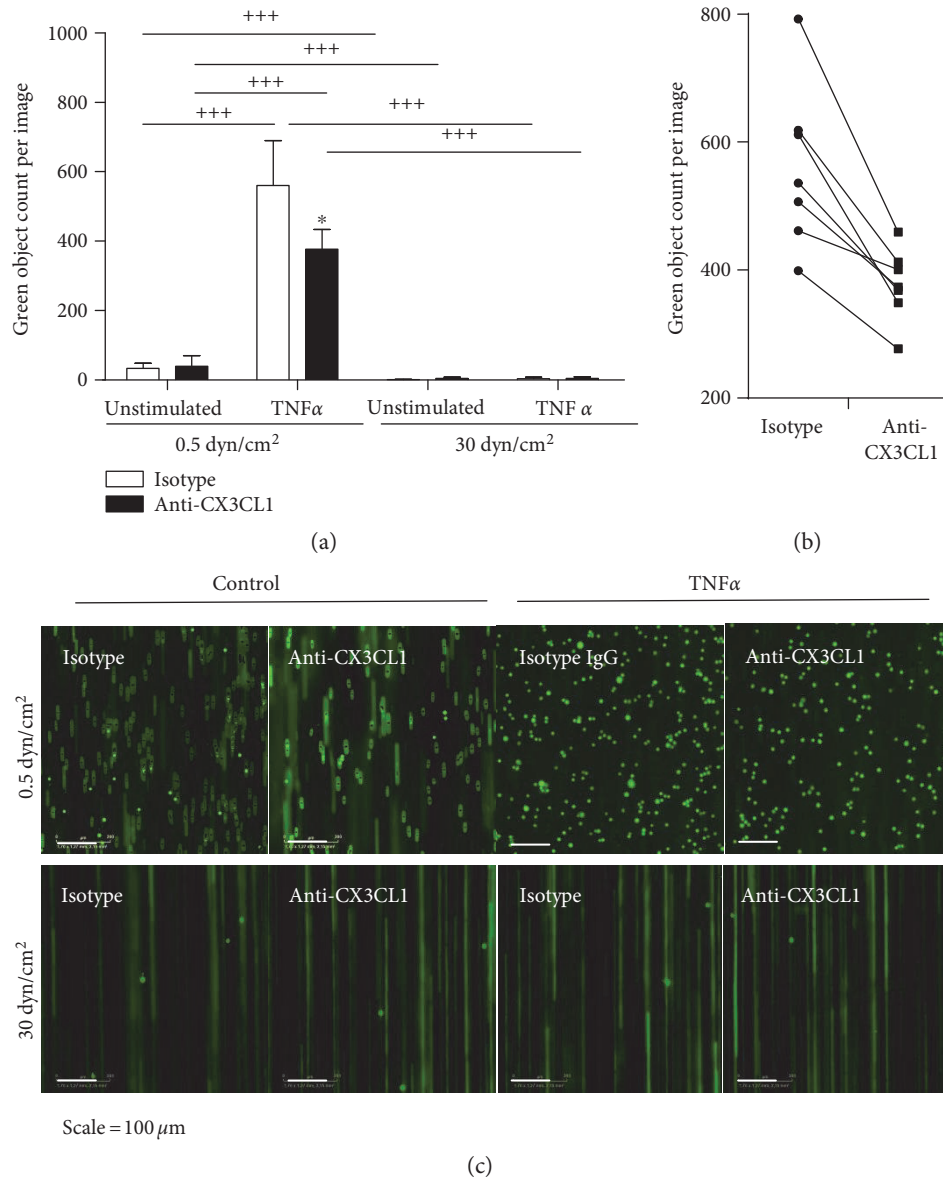 +++
+++
+++
+++
+++
+++
*
Green object count per image
1000
800
600
400
200
0
Unstimulated TNFα Unstimulated TNF α
0.5 dyn/cm² 30 dyn/cm²
Isotype
Anti-CX3CL1
(a)
Green object count per image
800
600
400
200
Isotype Anti-
CX3CL1
(b)
Control TNFα
0.5 dyn/cm²
Isotype Anti-CX3CL1 Isotype IgG Anti-CX3CL1
30 dyn/cm²
Isotype Anti-CX3CL1 Isotype Anti-CX3CL1
Scale = 100 μm
(c)